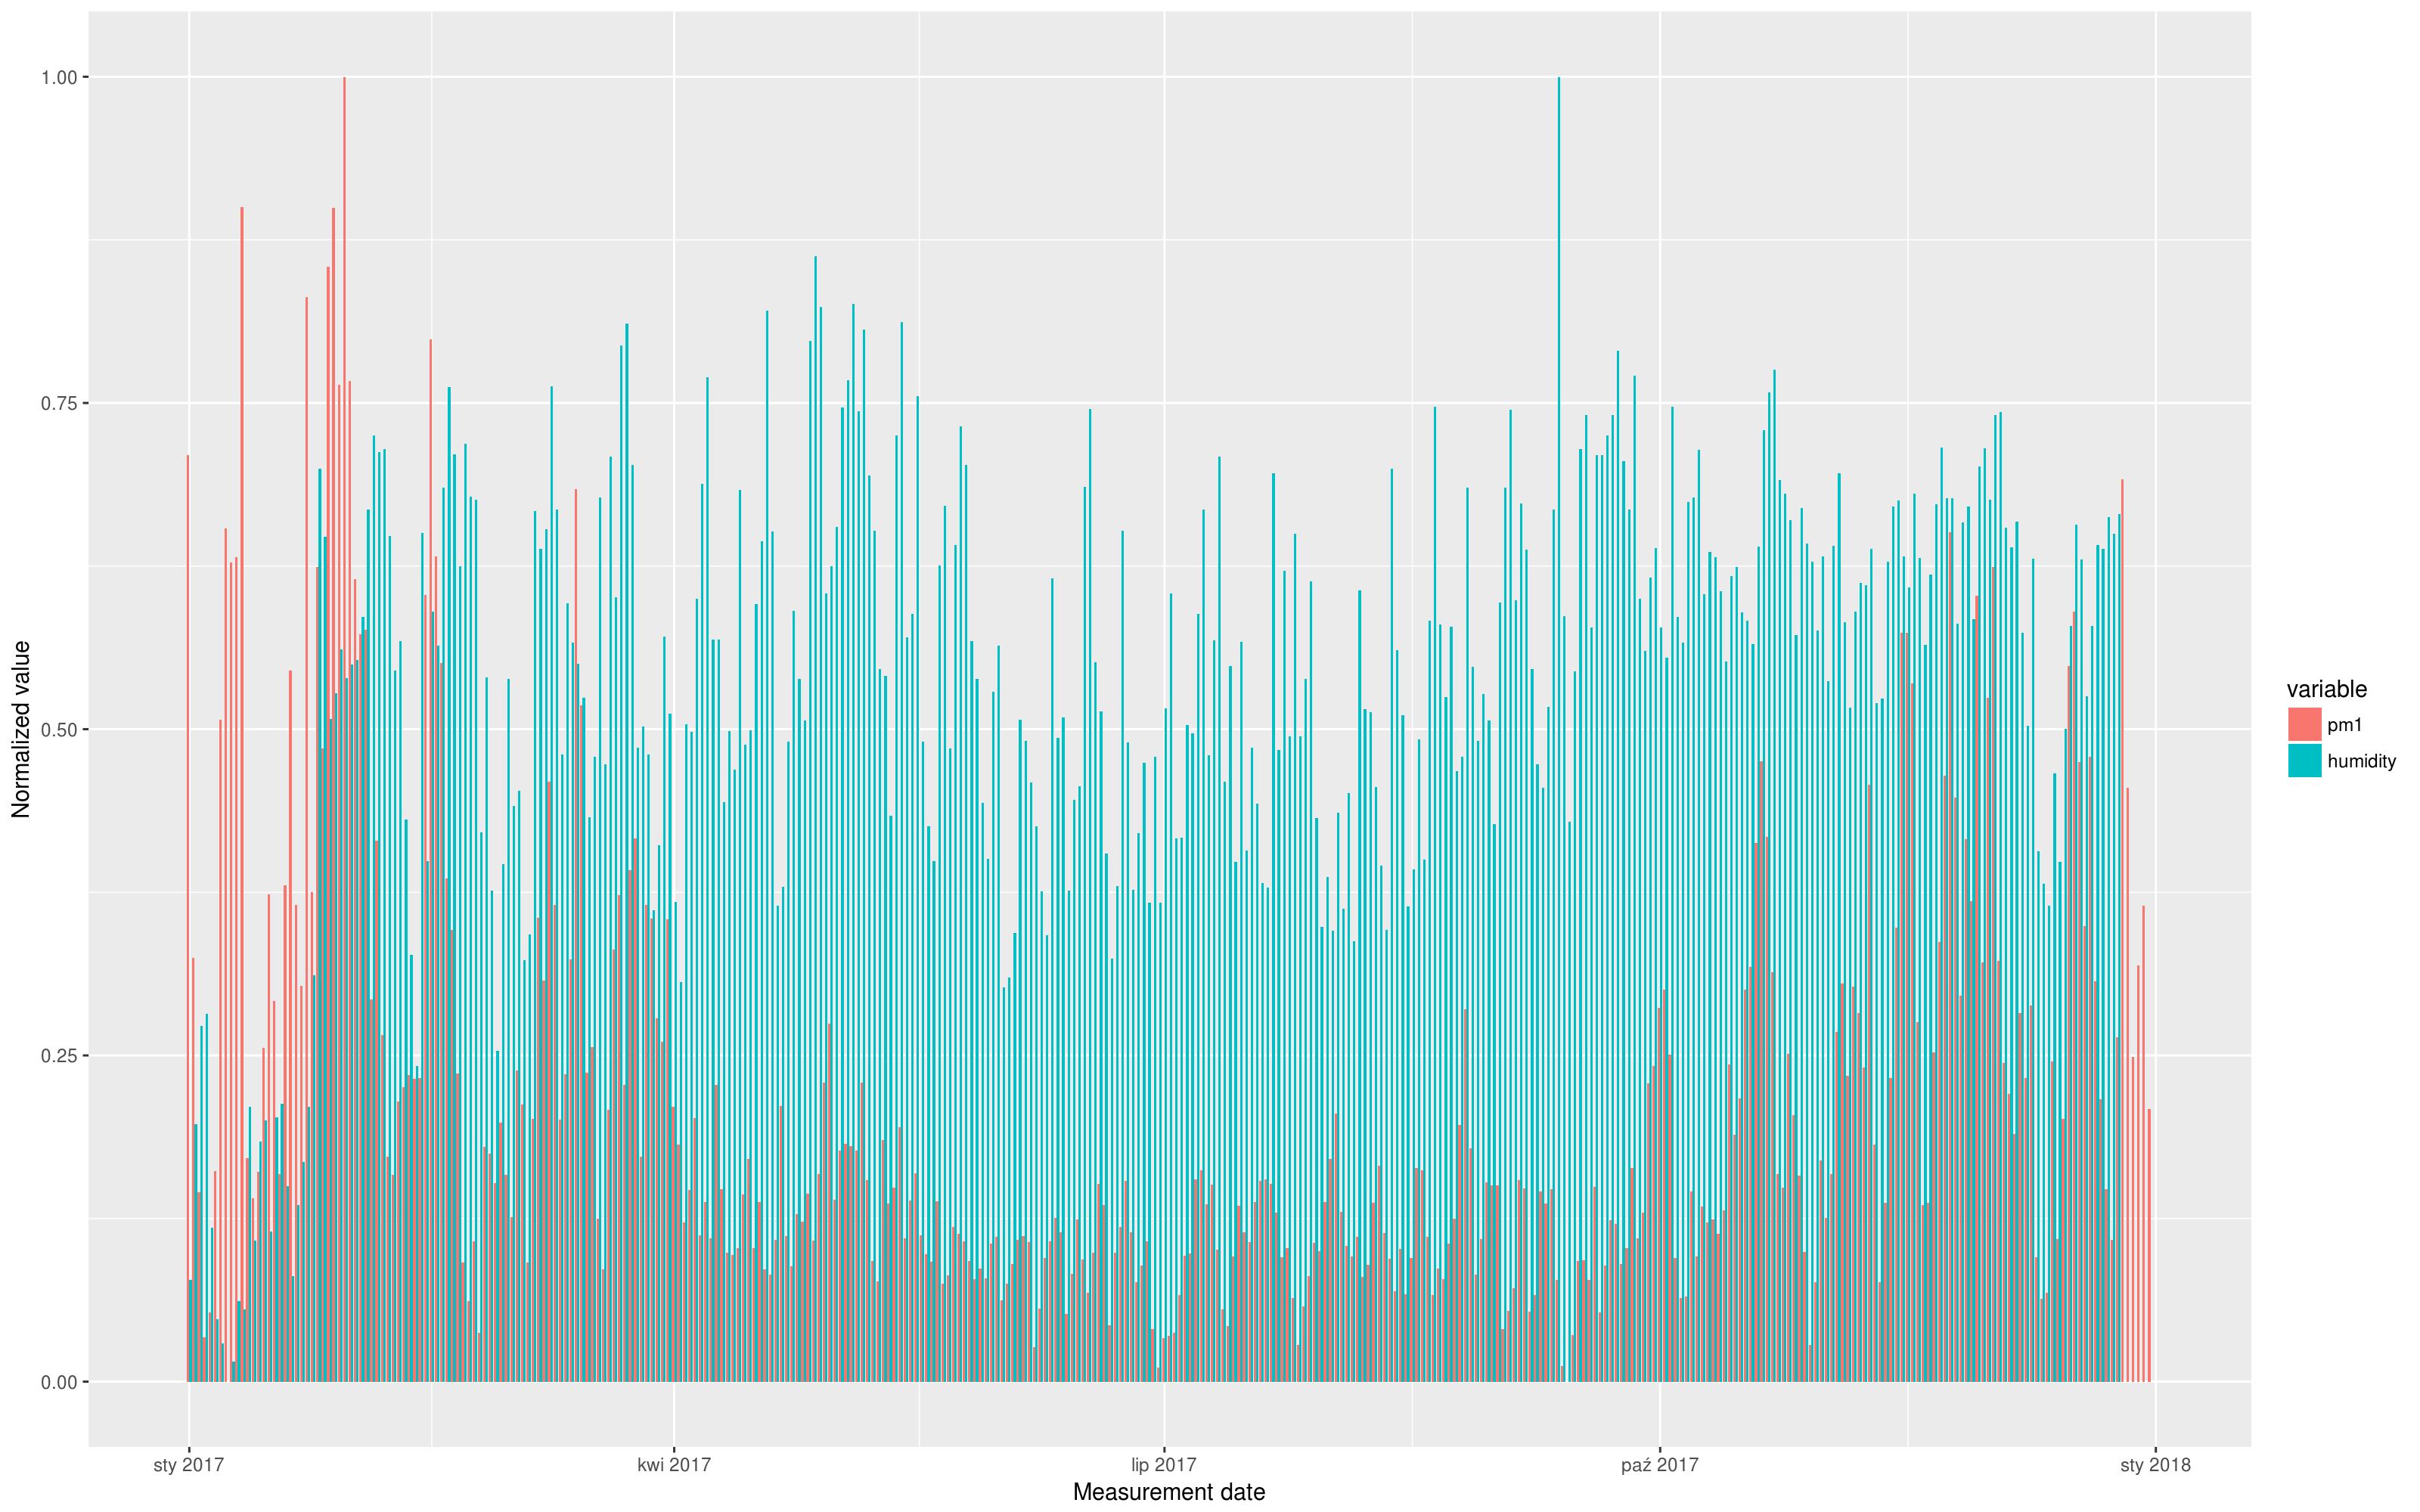 1.00
0.75
0.50
0.25
0.00
Normalized value
sty 2017
kwi 2017
lip 2017
paź 2017
sty 2018
Measurement date
variable
pm1
humidity